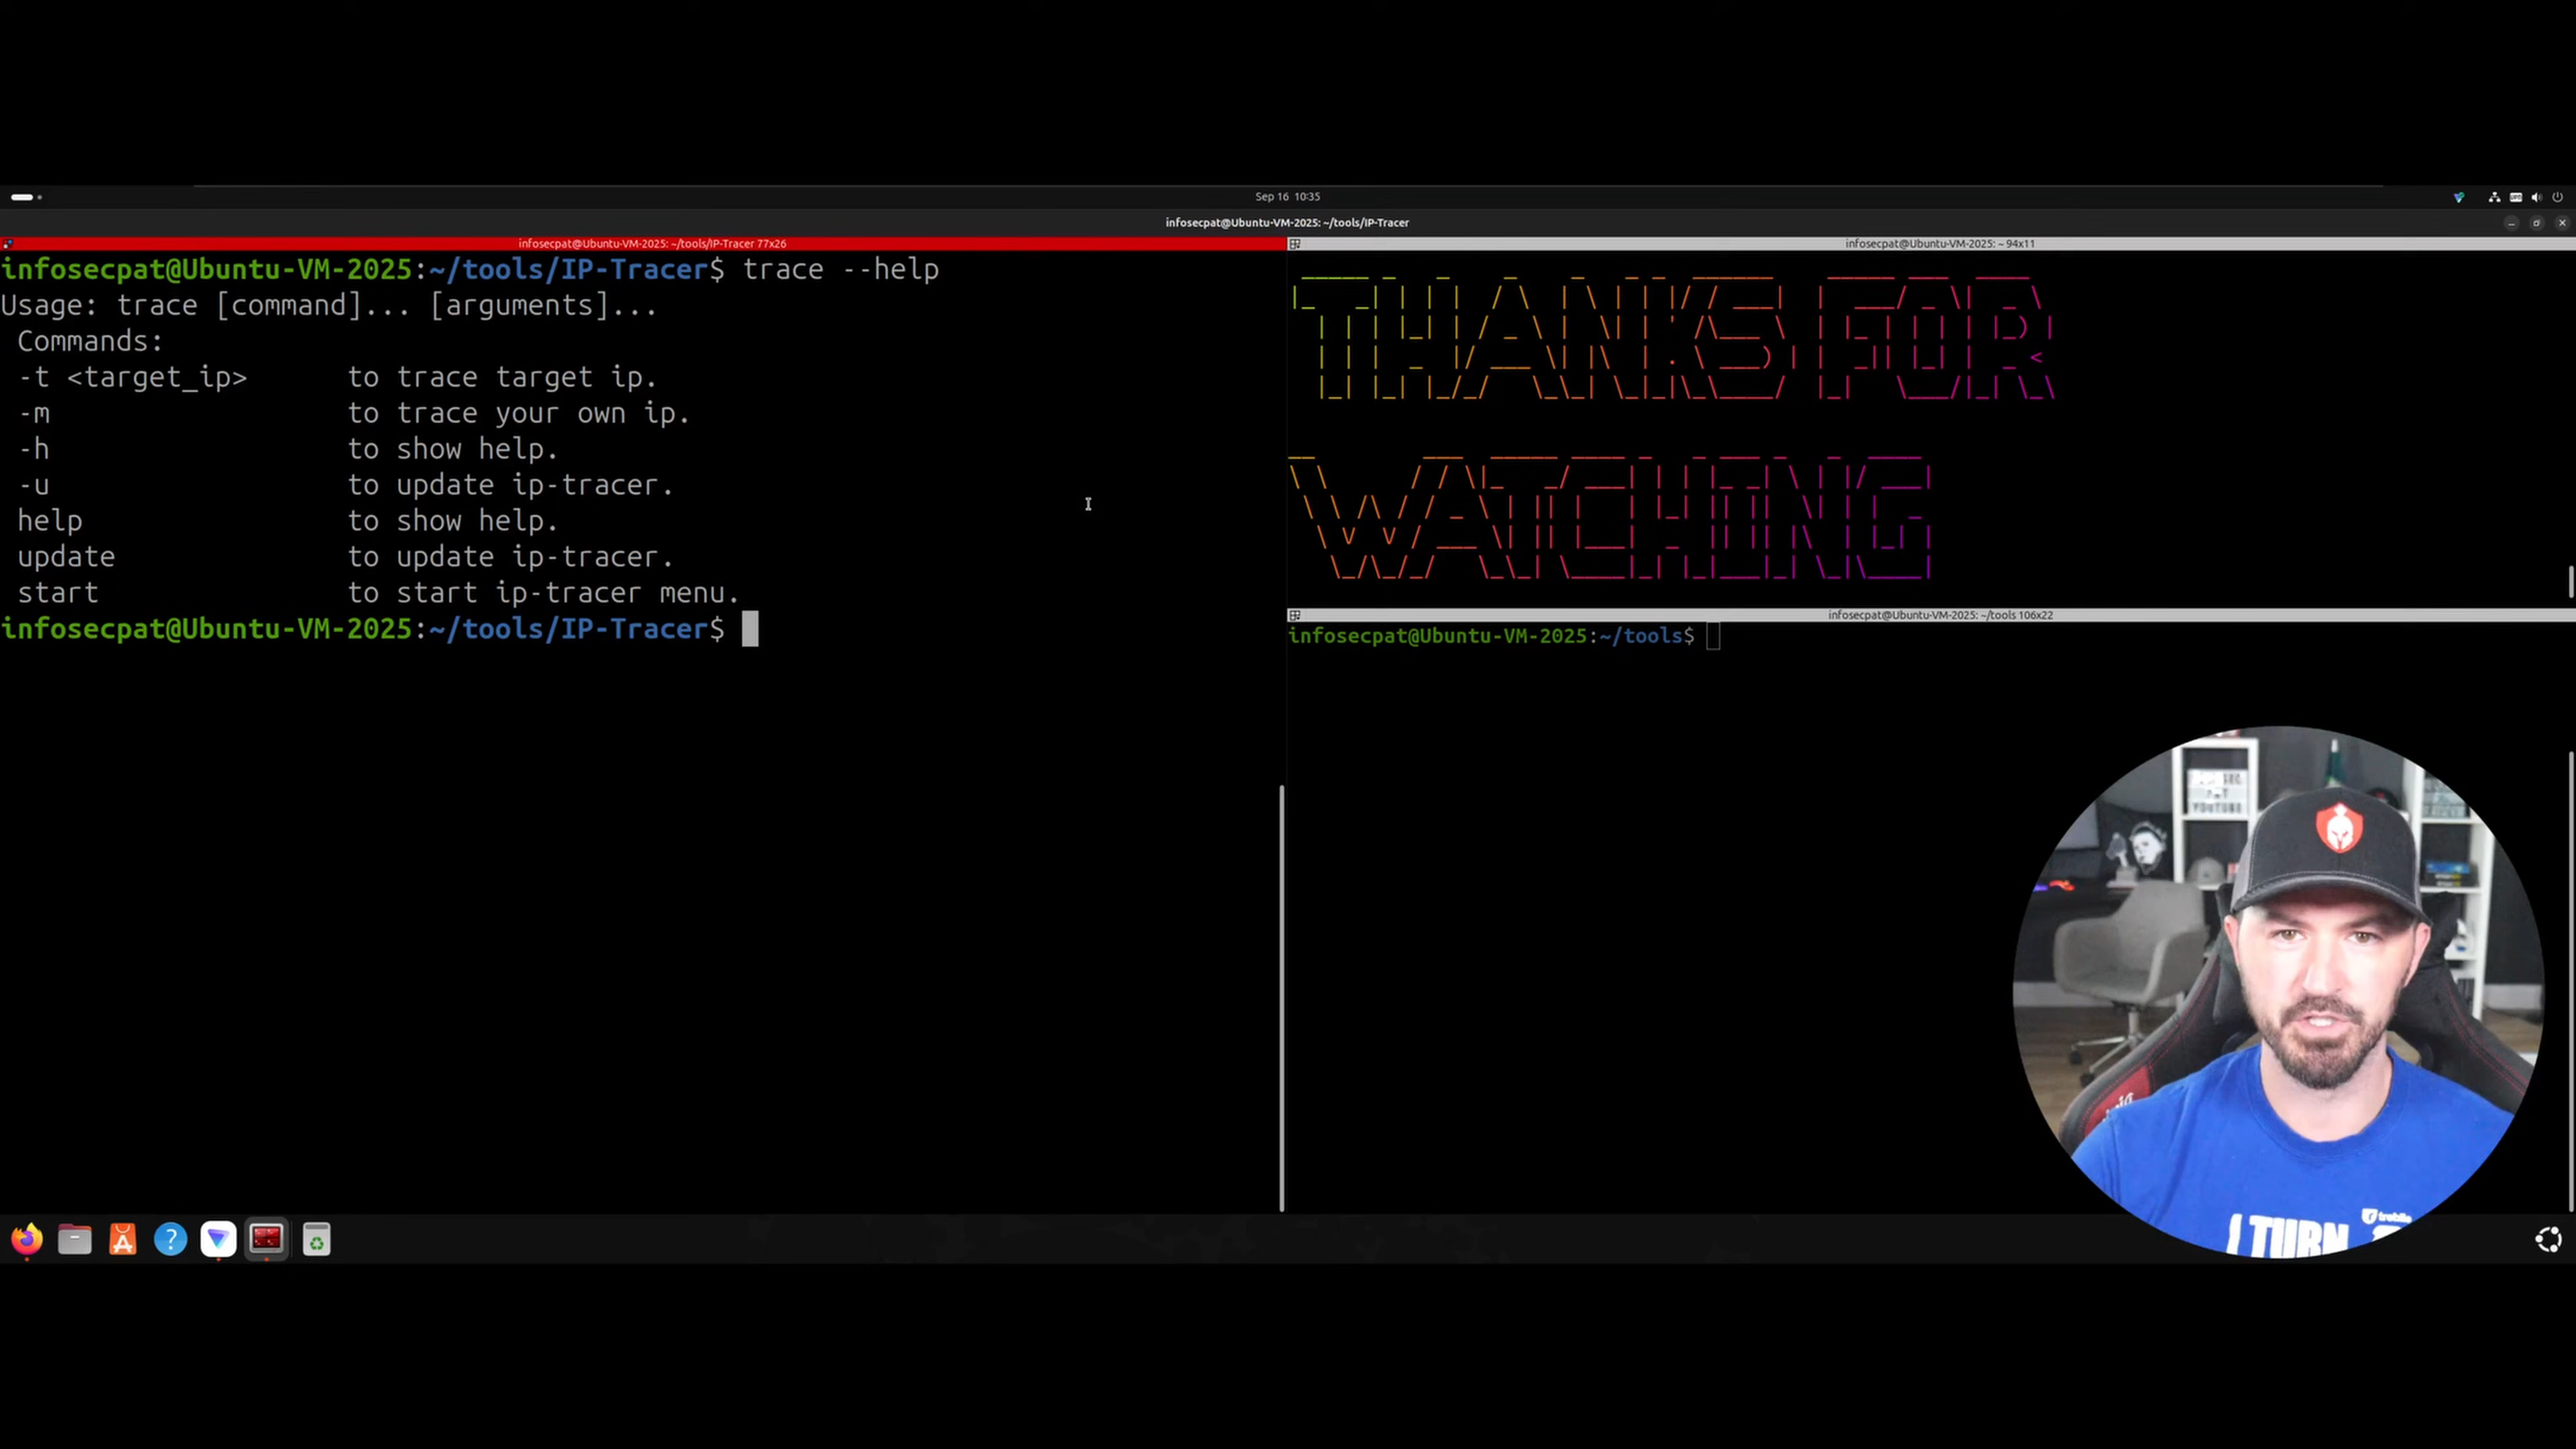 Sep 16 10:35
infosecpat@Ubuntu-VM-2025: ~/tools/IP-Tracer
infosecpat@Ubuntu-VM-2025: ~/tools/IP-Tracer 77x26
infosecpat@Ubuntu-VM-2025:~/tools/IP-Tracer$ trace --help
Usage: trace [command]... [arguments]...
Commands:
-t <target_ip> to trace target ip.
-m to trace your own ip.
-h to show help.
-u to update ip-tracer.
help to show help.
update to update ip-tracer.
start to start ip-tracer menu.
infosecpat@Ubuntu-VM-2025:~/tools/IP-Tracer$
infosecpat@Ubuntu-VM-2025: ~ 94x11
THANKS FOR
WATCHING
infosecpat@Ubuntu-VM-2025: ~/tools 106x22
infosecpat@Ubuntu-VM-2025:~/tools$
YOUTUBE
I TURN